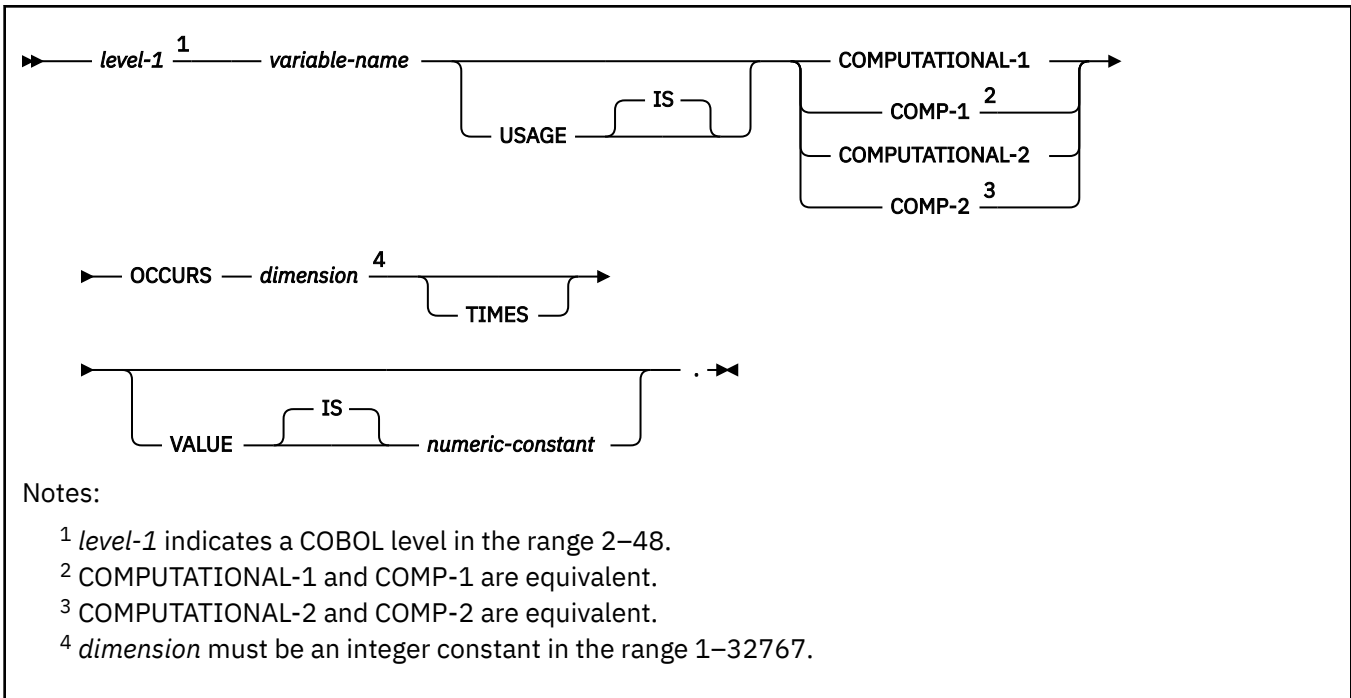 level-1 1 variable-name COMPUTATIONAL-1
IS COMP-1 2
USAGE COMPUTATIONAL-2
COMP-2 3
OCCURS dimension 4
TIMES
.
IS
VALUE numeric-constant
Notes:
1 level-1 indicates a COBOL level in the range 2–48.
2 COMPUTATIONAL-1 and COMP-1 are equivalent.
3 COMPUTATIONAL-2 and COMP-2 are equivalent.
4 dimension must be an integer constant in the range 1–32767.